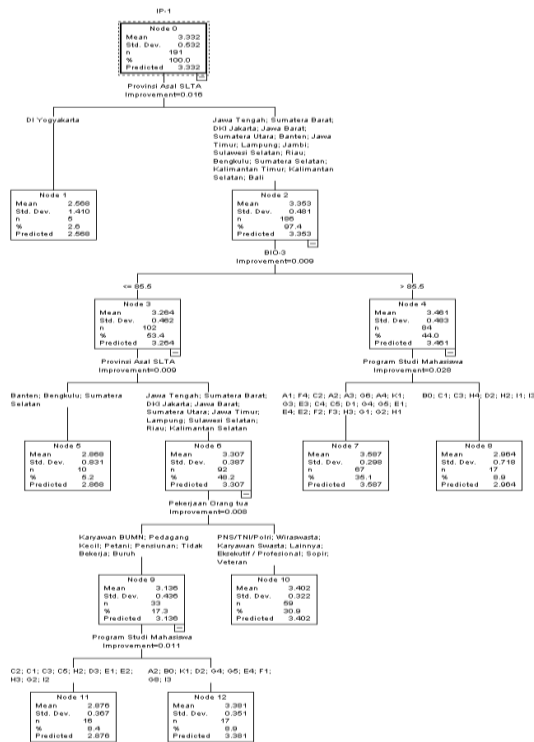 IP-1
Node 0
Mean 3.332
Std. Dev. 0.532
n 191
% 100.0
Predicted 3.332
Provinsi Asal SLTA
Improvement=0.016
DI Yogyakarta
Jawa Tengah; Sumatera Barat;
DKI Jakarta; Jawa Barat;
Sumatera Utara; Banten; Jawa
Timur; Lampung; Jambi;
Sulawesi Selatan; Riau;
Bengkulu; Sumatera Selatan;
Kalimantan Timur; Kalimantan
Selatan; Bali
Node 1
Mean 2.568
Std. Dev. 1.410
n 5
% 2.6
Predicted 2.568
Node 2
Mean 3.353
Std. Dev. 0.481
n 186
% 97.4
Predicted 3.353
BIO-3
Improvement=0.009
<= 85.5
> 85.5
Node 3
Mean 3.264
Std. Dev. 0.462
n 102
% 53.4
Predicted 3.264
Provinsi Asal SLTA
Improvement=0.009
Node 4
Mean 3.461
Std. Dev. 0.483
n 84
% 44.0
Predicted 3.461
Program Studi Mahasiswa
Improvement=0.028
Banten; Bengkulu; Sumatera
Selatan
Jawa Tengah; Sumatera Barat;
DKI Jakarta; Jawa Barat;
Sumatera Utara; Jawa Timur;
Lampung; Sulawesi Selatan;
Riau; Kalimantan Selatan
A1; F4; C2; A2; A3; G6; A4; K1;
G3; E3; C4; C5; D1; G4; G5; E1;
E4; E2; F2; F3; H3; G1; G2; H1
B0; C1; C3; H4; D2; H2; I1; I3
Node 5
Mean 2.868
Std. Dev. 0.831
n 10
% 5.2
Predicted 2.868
Node 6
Mean 3.307
Std. Dev. 0.387
n 92
% 48.2
Predicted 3.307
Pekerjaan Orang tua
Improvement=0.008
Node 7
Mean 3.587
Std. Dev. 0.298
n 67
% 35.1
Predicted 3.587
Node 8
Mean 2.964
Std. Dev. 0.718
n 17
% 8.9
Predicted 2.964
Karyawan BUMN; Pedagang
Kecil; Petani; Pensiunan; Tidak
Bekerja; Buruh
PNS/TNI/Polri; Wiraswasta;
Karyawan Swasta; Lainnya;
Eksekutif / Profesional; Sopir;
Veteran
Node 9
Mean 3.136
Std. Dev. 0.436
n 33
% 17.3
Predicted 3.136
Program Studi Mahasiswa
Improvement=0.011
Node 10
Mean 3.402
Std. Dev. 0.322
n 59
% 30.9
Predicted 3.402
C2; C1; C3; C5; H2; D3; E1; E2;
H3; G2; I2
A2; B0; K1; D2; G4; G5; E4; F1;
G8; I3
Node 11
Mean 2.876
Std. Dev. 0.367
n 16
% 8.4
Predicted 2.876
Node 12
Mean 3.381
Std. Dev. 0.351
n 17
% 8.9
Predicted 3.381